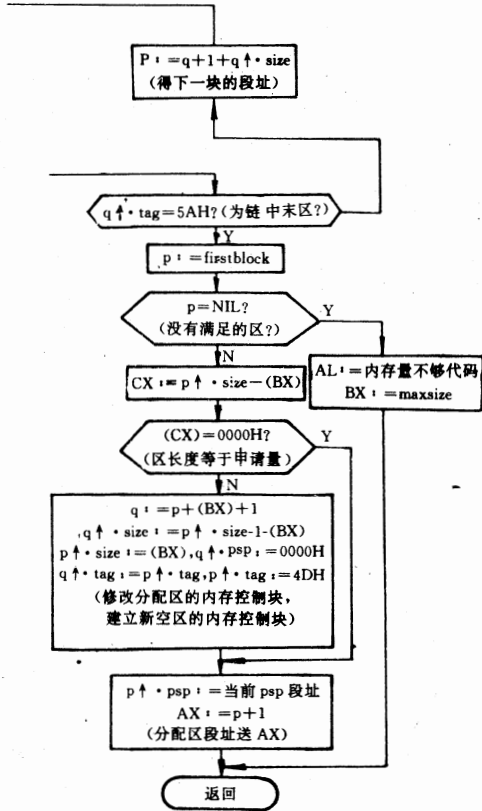 P：=q+1+q↑·size
(得下一块的段址)
q↑·tag=5AH?(为链中末区?)
Y
p：=firstblock
p=NIL?
(没有满足的区?)
Y
N
AL：=内存量不够代码
BX：=maxsize
CX：=p↑·size-(BX)
(CX)=0000H?
(区长度等于申请量)
Y
N
q：=p+(BX)+1
q↑·size：=p↑·size-1-(BX)
p↑·size：=(BX),q↑·psp：=0000H
q↑·tag：=p↑·tag,p↑·tag：=4DH
(修改分配区的内存控制块，
建立新空区的内存控制块)
p↑·psp：=当前 psp 段址
AX：=p+1
(分配区段址送 AX)
返回